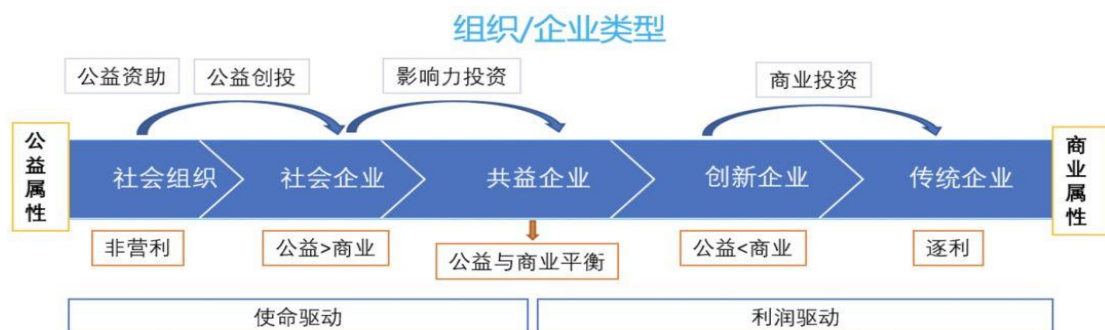 组织/企业类型
公益资助
公益创投
影响力投资
商业投资
公益属性
社会组织
社会企业
共益企业
创新企业
传统企业
商业属性
非营利
公益>商业
公益与商业平衡
公益<商业
逐利
使命驱动
利润驱动